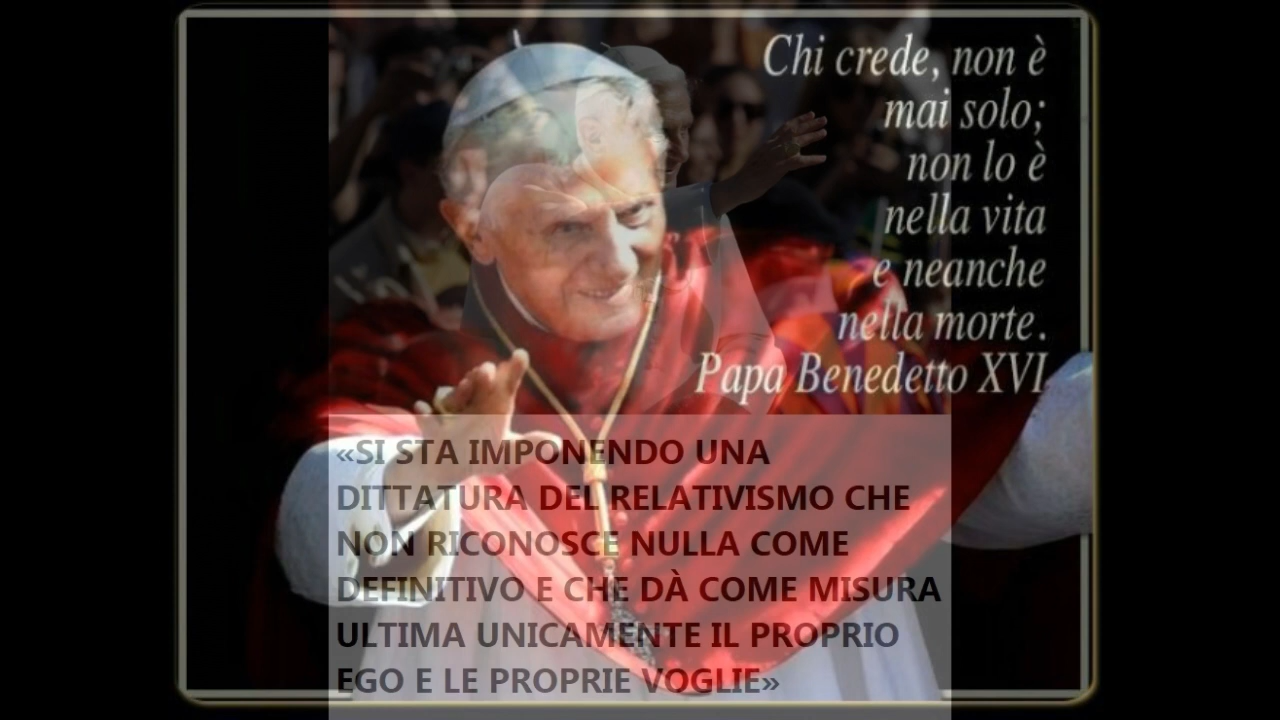 Chi crede, non è
mai solo;
non lo è
nella vita
e neanche
nella morte.
Papa Benedetto XVI
«SI STA IMPONENDO UNA
DITTATURA DEL RELATIVISMO CHE
NON RICONOSCE NULLA COME
DEFINITIVO E CHE DÀ COME MISURA
ULTIMA UNICAMENTE IL PROPRIO
EGO E LE PROPRIE VOGLIE»